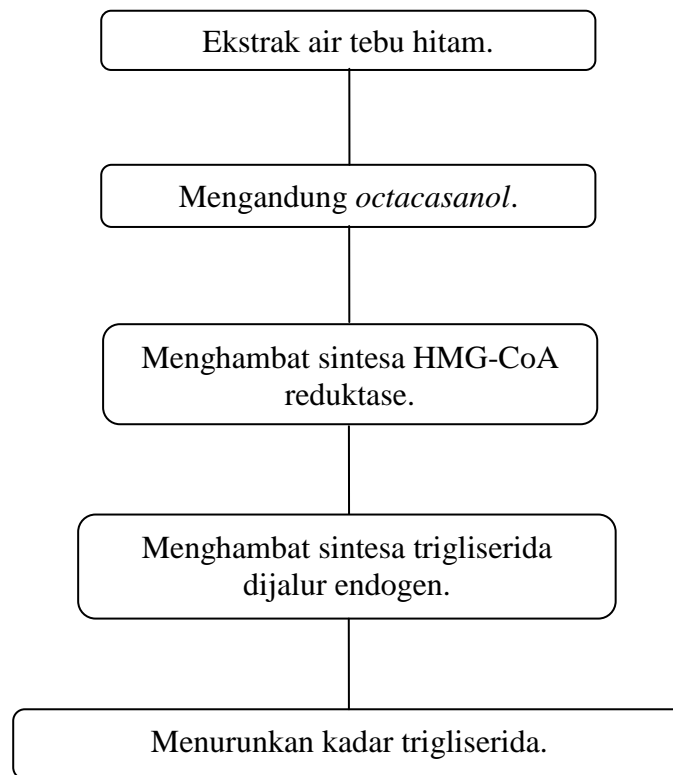 Ekstrak air tebu hitam.
Mengandung octacasanol.
Menghambat sintesa HMG-CoA
reduktase.
Menghambat sintesa trigliserida
dijalur endogen.
Menurunkan kadar trigliserida.